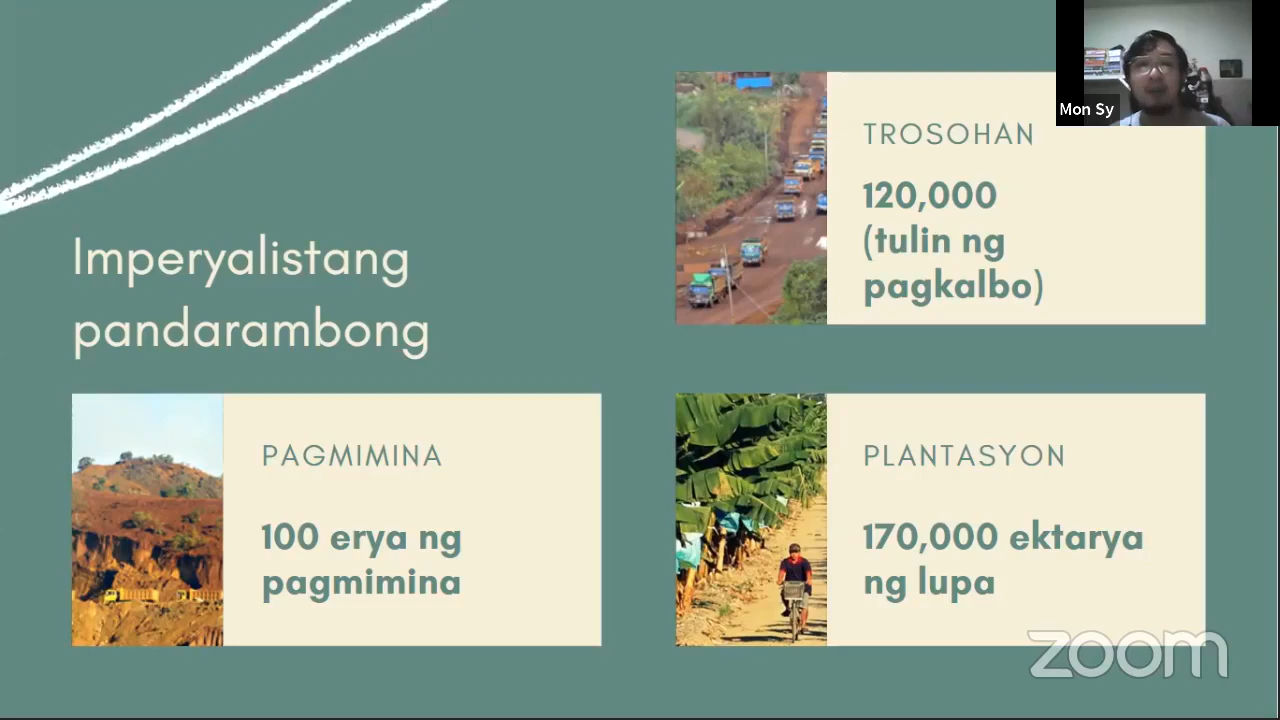 Mon Sy
TROSOHAN
120,000
(tulin ng
pagkalbo)
Imperyalistang
pandarambong
PAGMIMINA
100 erya ng
pagmimina
PLANTASYON
170,000 ektarya
ng lupa
zoom